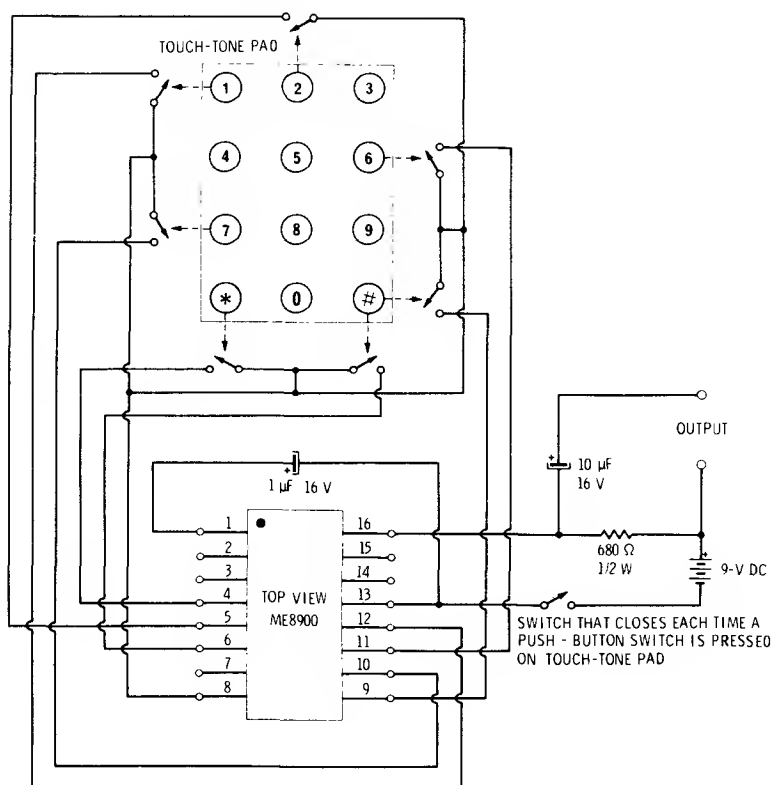 TOUCH-TONE PAD
1 2 3
4 5 6
7 8 9
* 0 #
OUTPUT
+
10 µF
16 V
+
1 µF 16 V
1 16
2 15
680 Ω
1/2 W
+
9-V DC
3 14
TOP VIEW
ME8900
4 13
5 12
SWITCH THAT CLOSES EACH TIME A
PUSH - BUTTON SWITCH IS PRESSED
ON TOUCH-TONE PAD
6 11
7 10
8 9